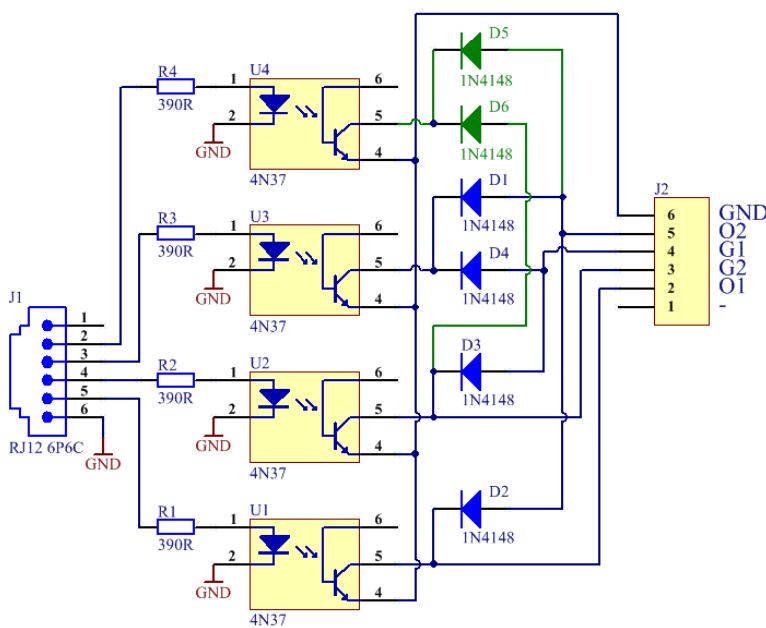 D5
1N4148
D6
1N4148
R4
390R
1
2
GND
U4
6
5
4
4N37
D1
1N4148
D4
1N4148
R3
390R
1
2
GND
U3
6
5
4
4N37
J2
6 GND
5 O2
4 G1
3 G2
2 O1
1 -
J1
1
2
3
4
5
6
RJ12 6P6C
GND
R2
390R
1
2
GND
U2
6
5
4
4N37
D3
1N4148
R1
390R
1
2
GND
U1
6
5
4
4N37
D2
1N4148